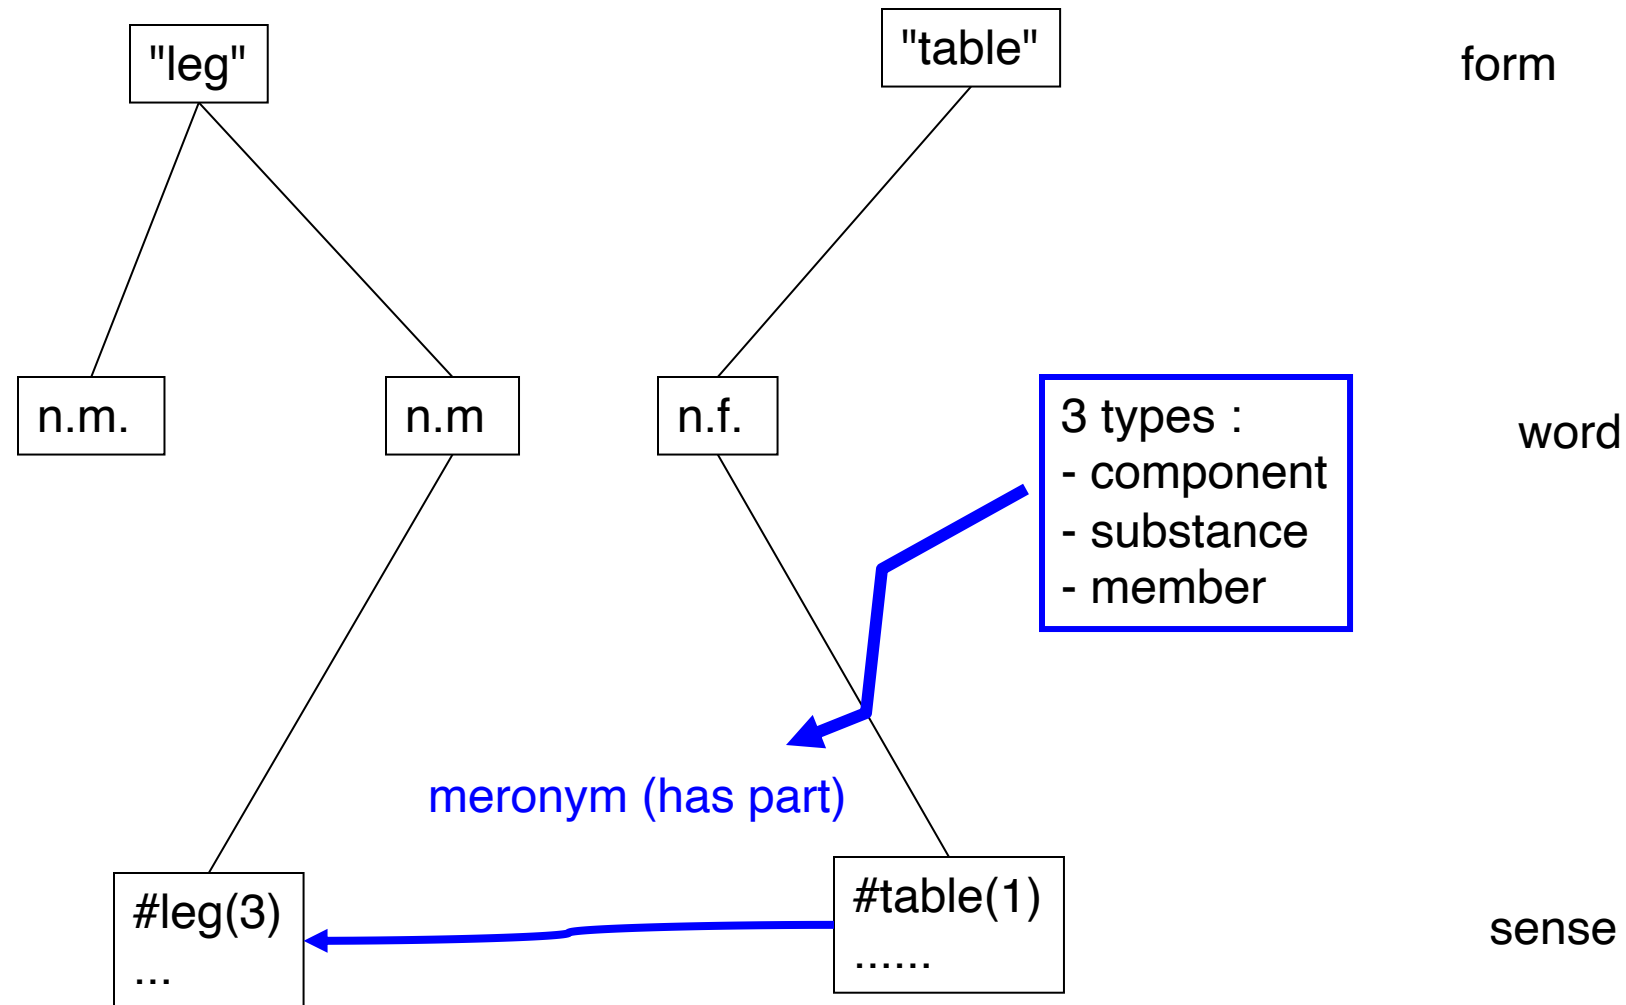 "leg"
"table"
form
n.m.
n.m
n.f.
3 types :
- component
- substance
- member
word
meronym (has part)
#leg(3)
...
#table(1)
......
sense